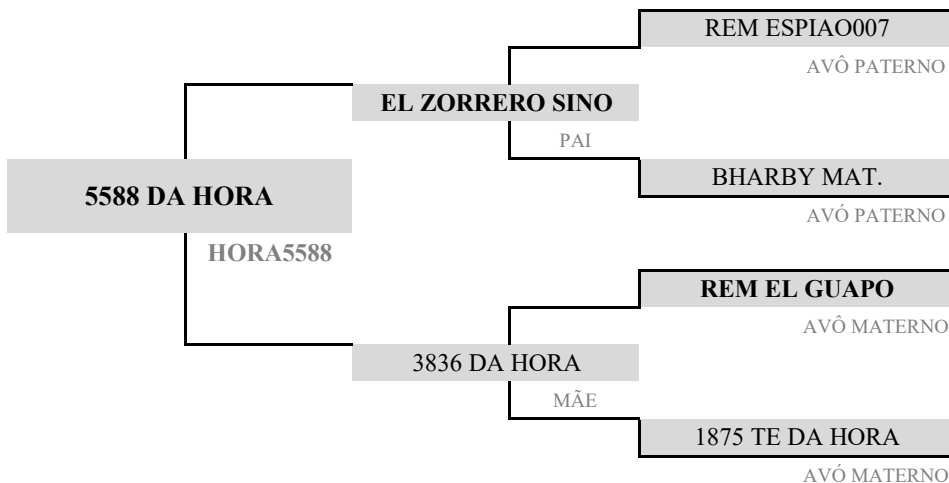 REM ESPIAO007
AVÔ PATERNO
EL ZORRERO SINO
PAI
BHARBY MAT.
AVÓ PATERNO
5588 DA HORA
HORA5588
REM EL GUAPO
AVÔ MATERNO
3836 DA HORA
MÃE
1875 TE DA HORA
AVÓ MATERNO